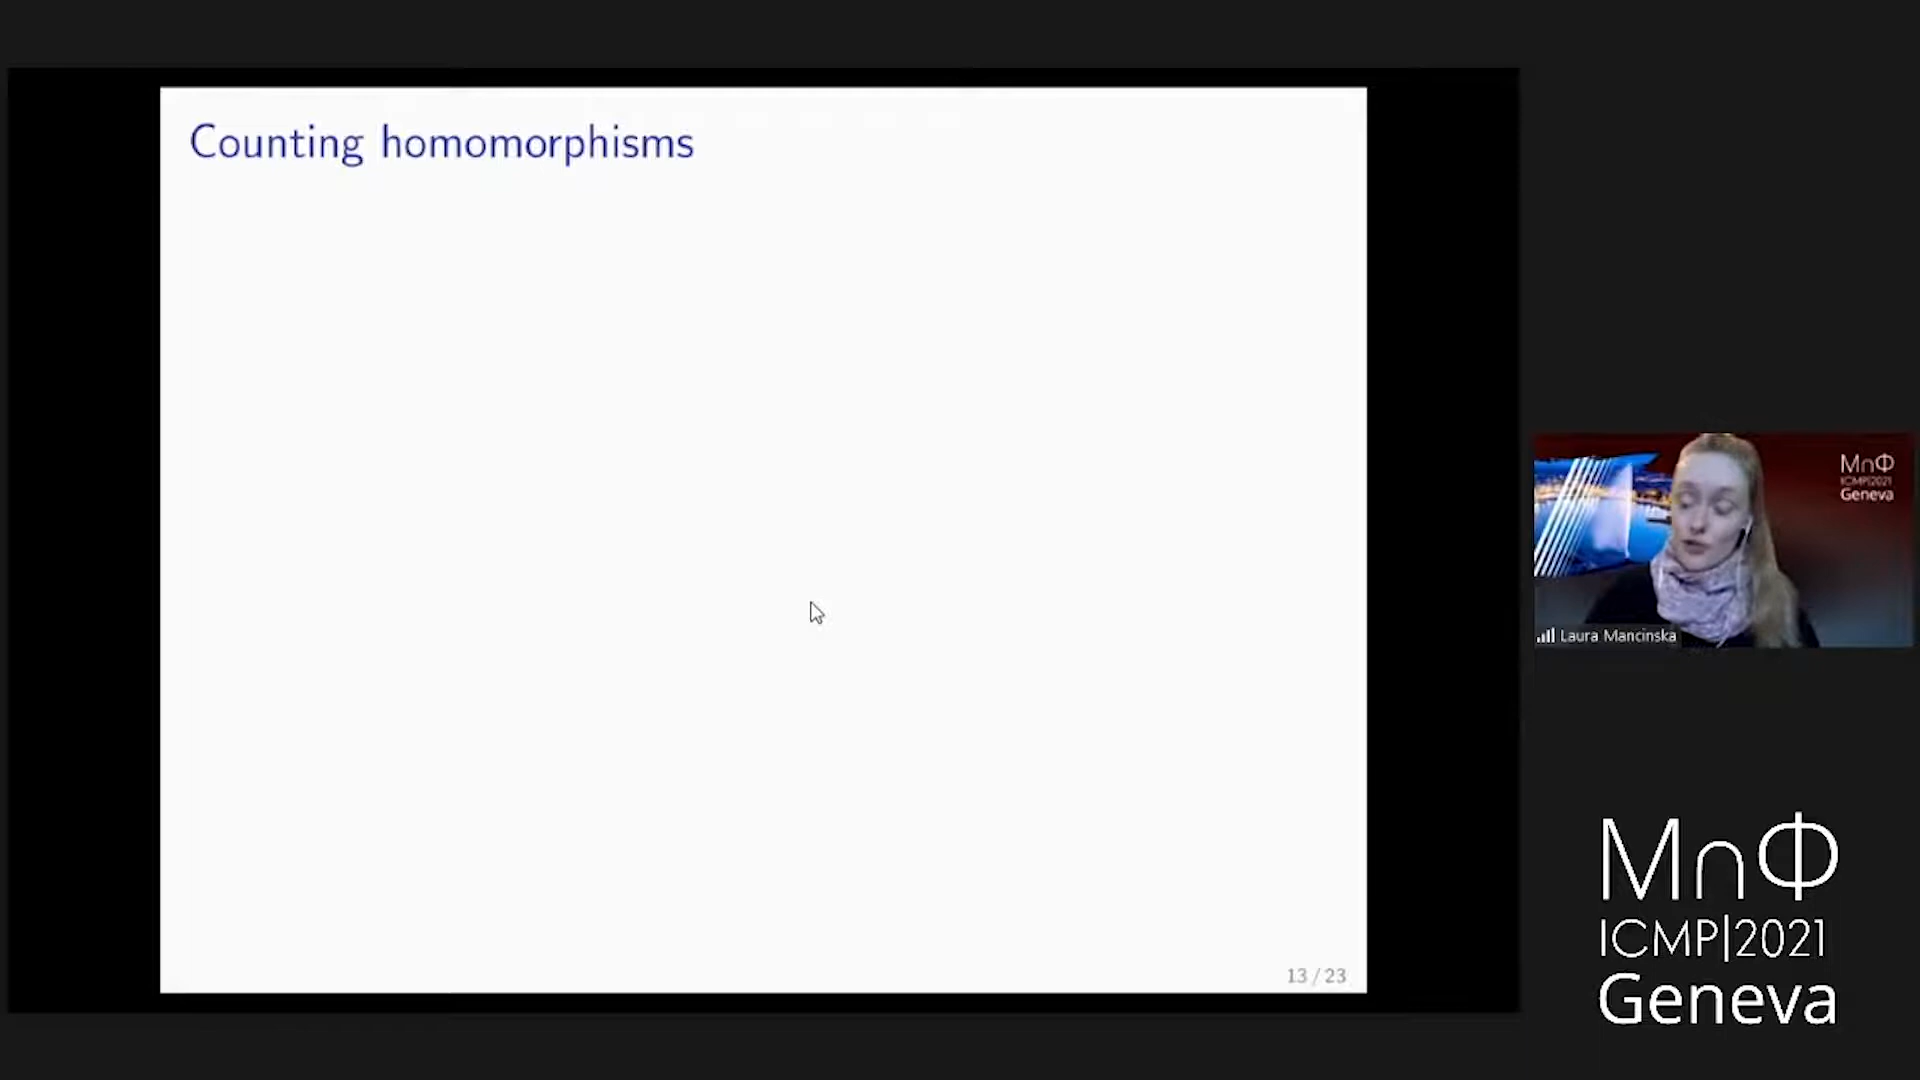 Counting homomorphisms
13 / 23
MnΦ
ICMP|2021
Geneva
Laura Mancinska
MnΦ
ICMP|2021
Geneva